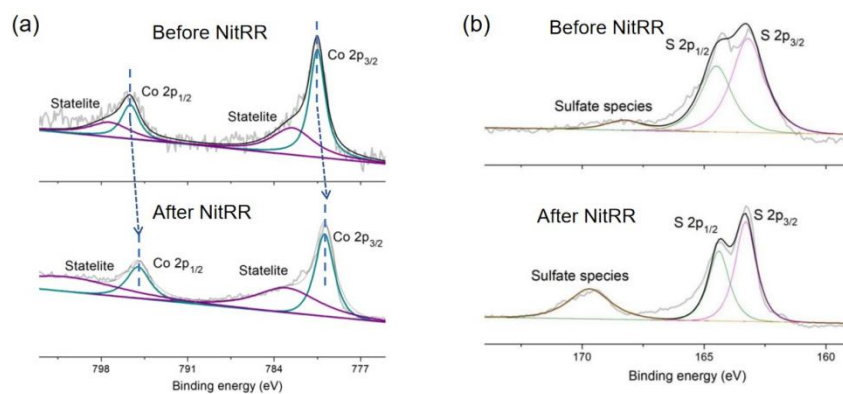 (a)
Before NitRR
Co 2p3/2
Co 2p1/2
Statelite
Statelite
After NitRR
Co 2p3/2
Co 2p1/2
Statelite
Statelite
798 791 784 777
Binding energy (eV)
(b)
Before NitRR
S 2p3/2
S 2p1/2
Sulfate species
After NitRR
S 2p3/2
S 2p1/2
Sulfate species
170 165 160
Binding energy (eV)